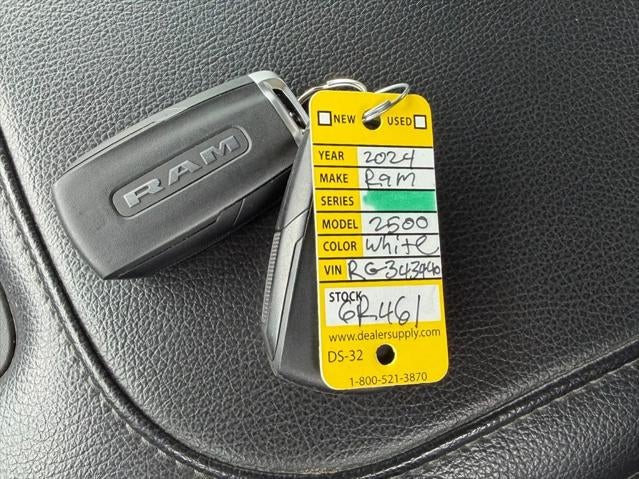 RAM
NEW USED
YEAR 2024
MAKE Ram
SERIES
MODEL 2500
COLOR White
VIN RG343940
STOCK
6R461
www.dealersupply.com
DS-32
1-800-521-3870